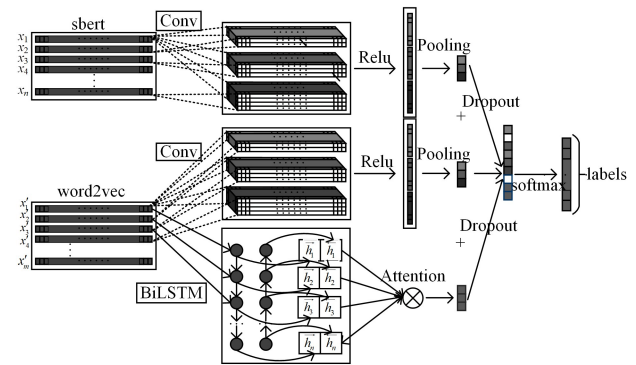 sbert
Conv
x₁
x₂
x₃
x₄
xₙ
Relu
Pooling
+
Dropout
Conv
Relu
Pooling
softmax
labels
word2vec
x′₁
x′₂
x′₃
x′₄
x′ₘ
Dropout
+
Attention
BiLSTM
h₁ h₁
h₂ h₂
h₃ h₃
hₙ hₙ